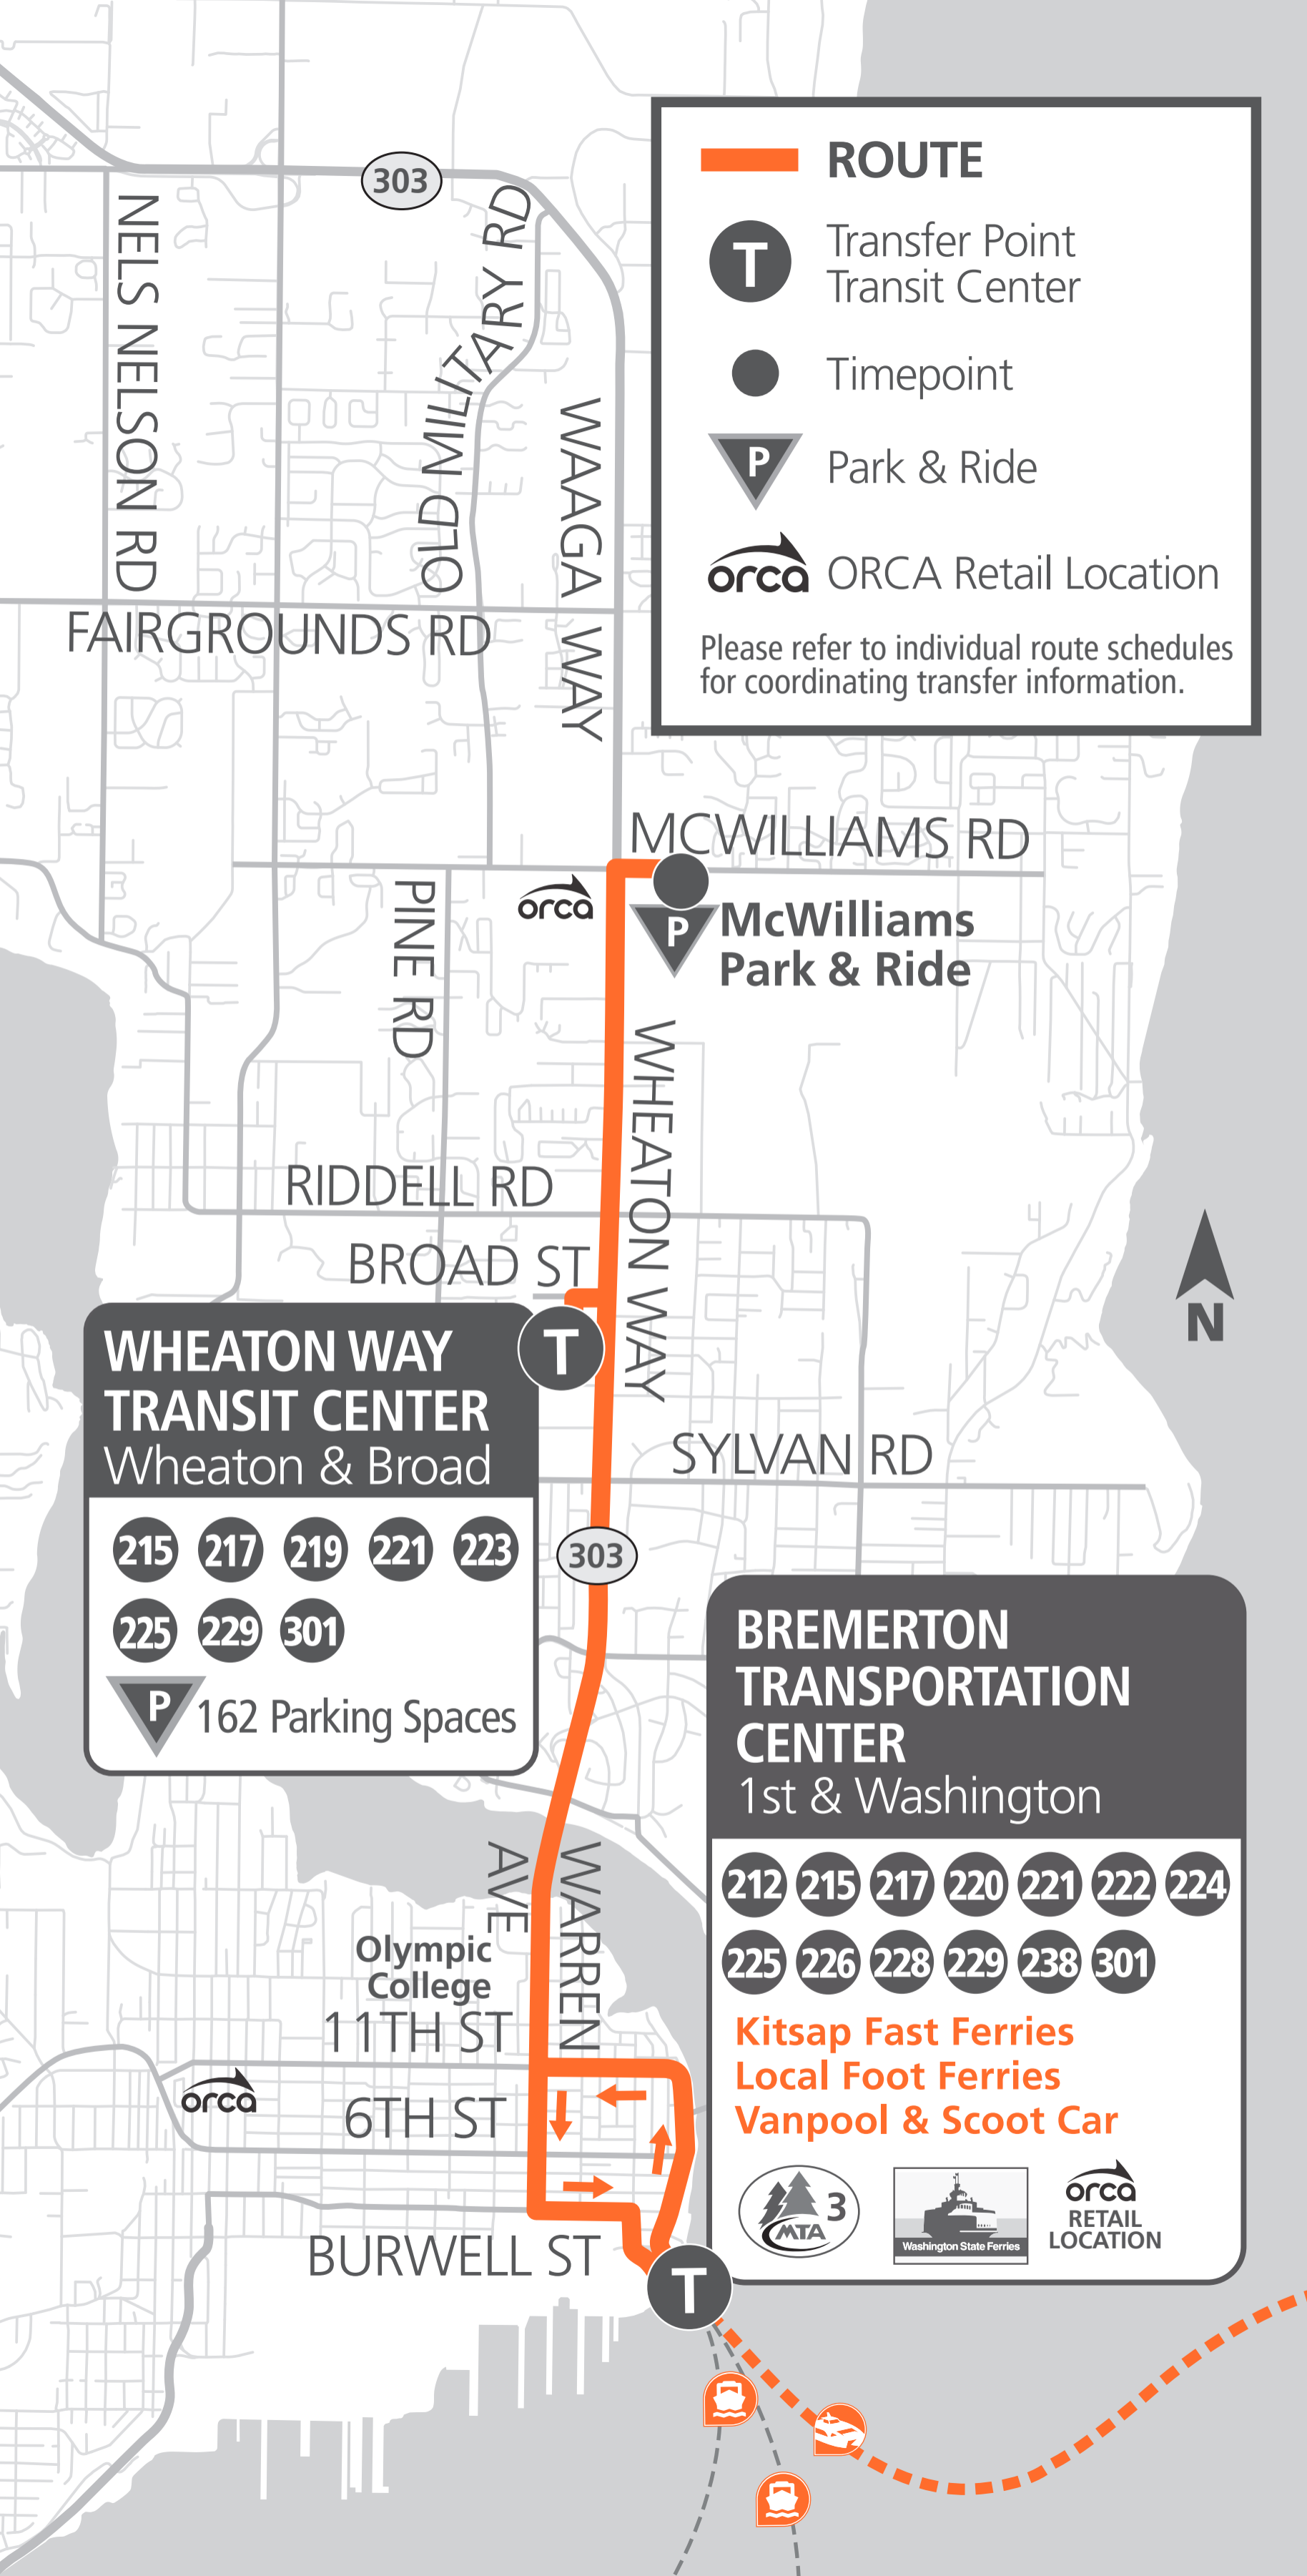 303
ROUTE
T
Transfer Point
Transit Center
Timepoint
P
Park & Ride
orca
ORCA Retail Location
Please refer to individual route schedules
for coordinating transfer information.
NELS NELSON RD
OLD MILITARY RD
WAAGA WAY
FAIRGROUNDS RD
MCWILLIAMS RD
orca
P
McWilliams
Park & Ride
PINE RD
WHEATON WAY
RIDDELL RD
BROAD ST
N
T
WHEATON WAY
TRANSIT CENTER
Wheaton & Broad
215 217 219 221 223
225 229 301
P
162 Parking Spaces
SYLVAN RD
303
BREMERTON
TRANSPORTATION
CENTER
1st & Washington
212 215 217 220 221 222 224
225 226 228 229 238 301
Kitsap Fast Ferries
Local Foot Ferries
Vanpool & Scoot Car
3
MTA
Washington State Ferries
orca
RETAIL
LOCATION
WARREN
AVE
Olympic
College
11TH ST
orca
6TH ST
BURWELL ST
T